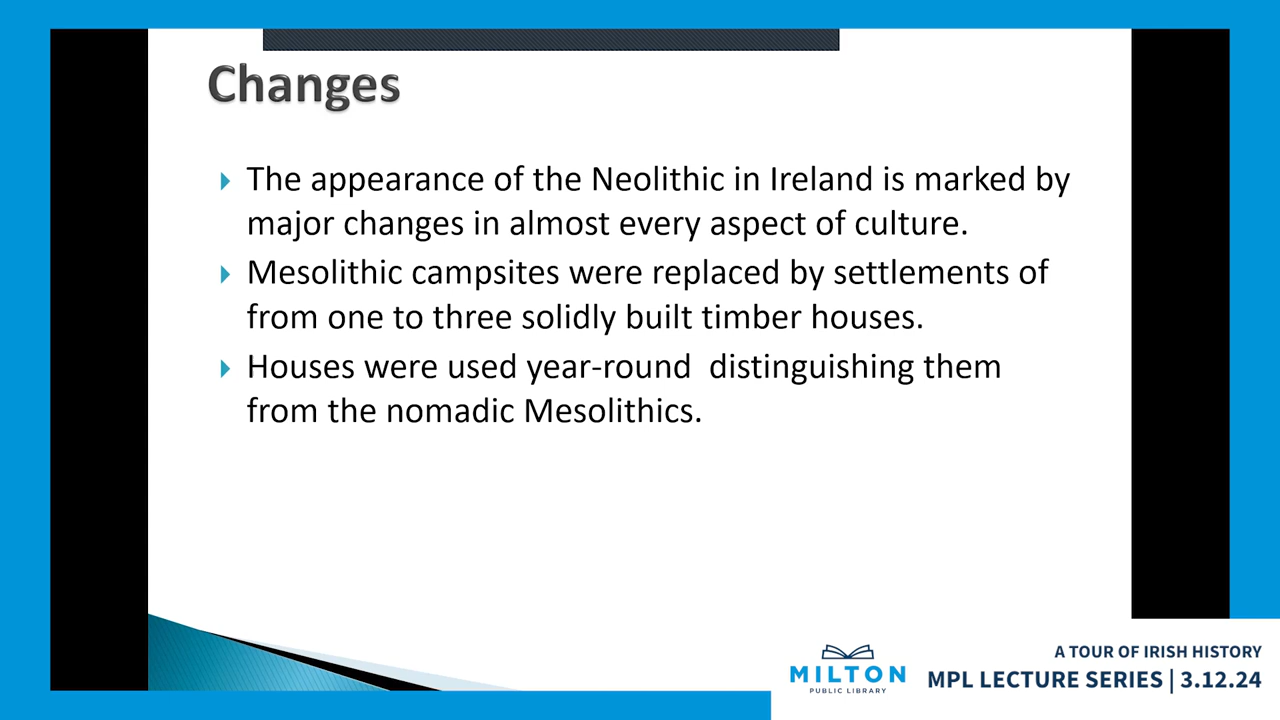 Changes
The appearance of the Neolithic in Ireland is marked by
major changes in almost every aspect of culture.
Mesolithic campsites were replaced by settlements of
from one to three solidly built timber houses.
Houses were used year-round  distinguishing them
from the nomadic Mesolithics.
MILTON
PUBLIC LIBRARY
A TOUR OF IRISH HISTORY
MPL LECTURE SERIES | 3.12.24